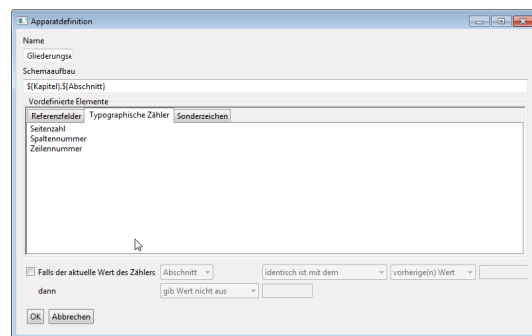 Apparatdefinition
Name
Gliederungse
Schemaaufbau
$(Kapitel).$(Abschnitt)
Vordefinierte Elemente
Referenzfelder Typographische Zähler Sonderzeichen
Seitenzahl
Spaltennummer
Zeilennummer
Falls der aktuelle Wert des Zählers Abschnitt identisch ist mit dem vorherige(n) Wert
dann gib Wert nicht aus
OK Abbrechen